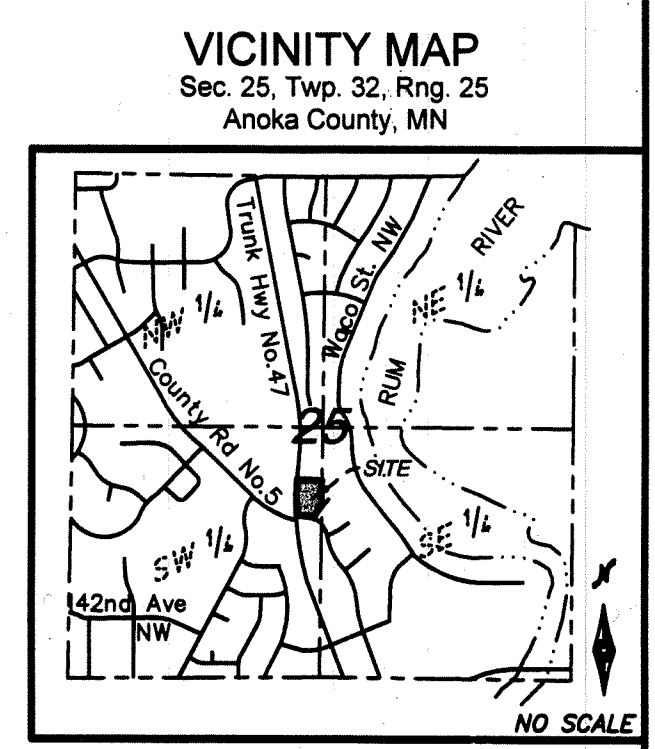 VICINITY MAP
Sec. 25, Twp. 32, Rng. 25
Anoka County, MN
Trunk Hwy No.47
Waco St. NW
RIVER
NW 1/4
NE 1/4
RUM
County Rd No.5
25
SITE
SW 1/4
SE 1/4
142nd Ave
NW
N
NO SCALE